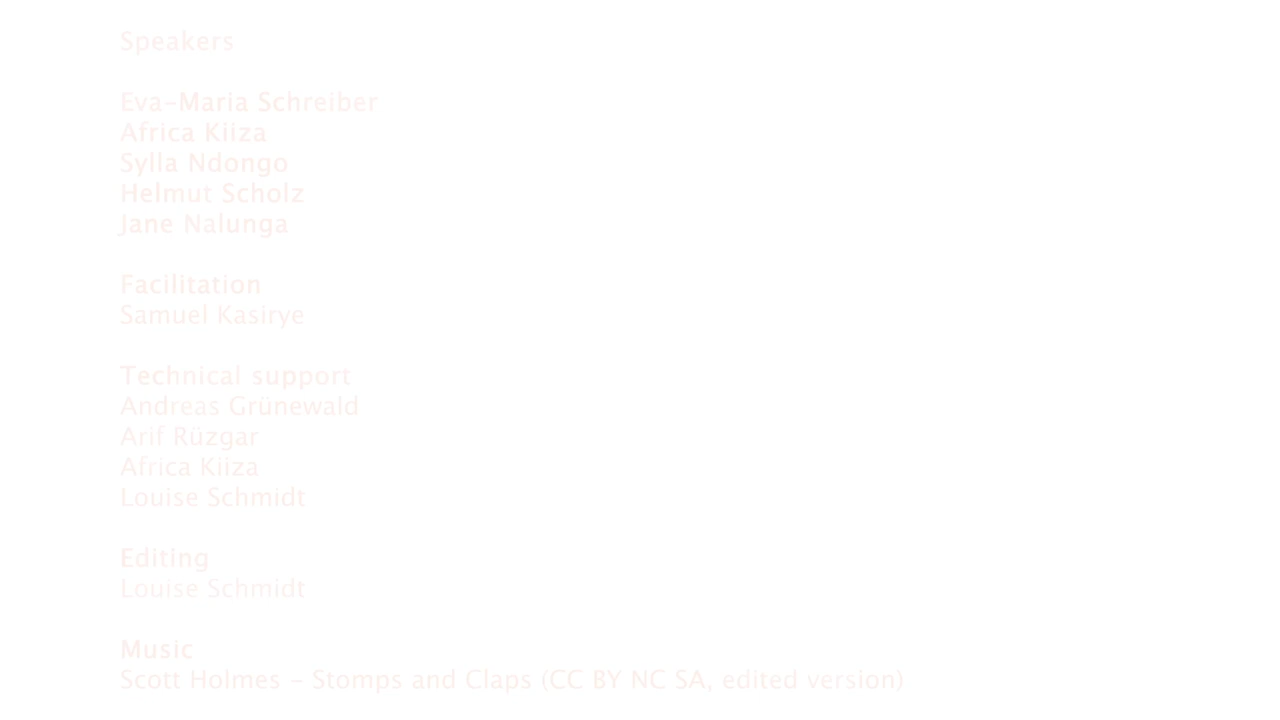 Speakers
Eva-Maria Schreiber
Africa Kiiza
Sylla Ndongo
Helmut Scholz
Jane Nalunga
Facilitation
Samuel Kasirye
Technical support
Andreas Grünewald
Arif Rüzgar
Africa Kiiza
Louise Schmidt
Editing
Louise Schmidt
Music
Scott Holmes - Stomps and Claps (CC BY NC SA, edited version)